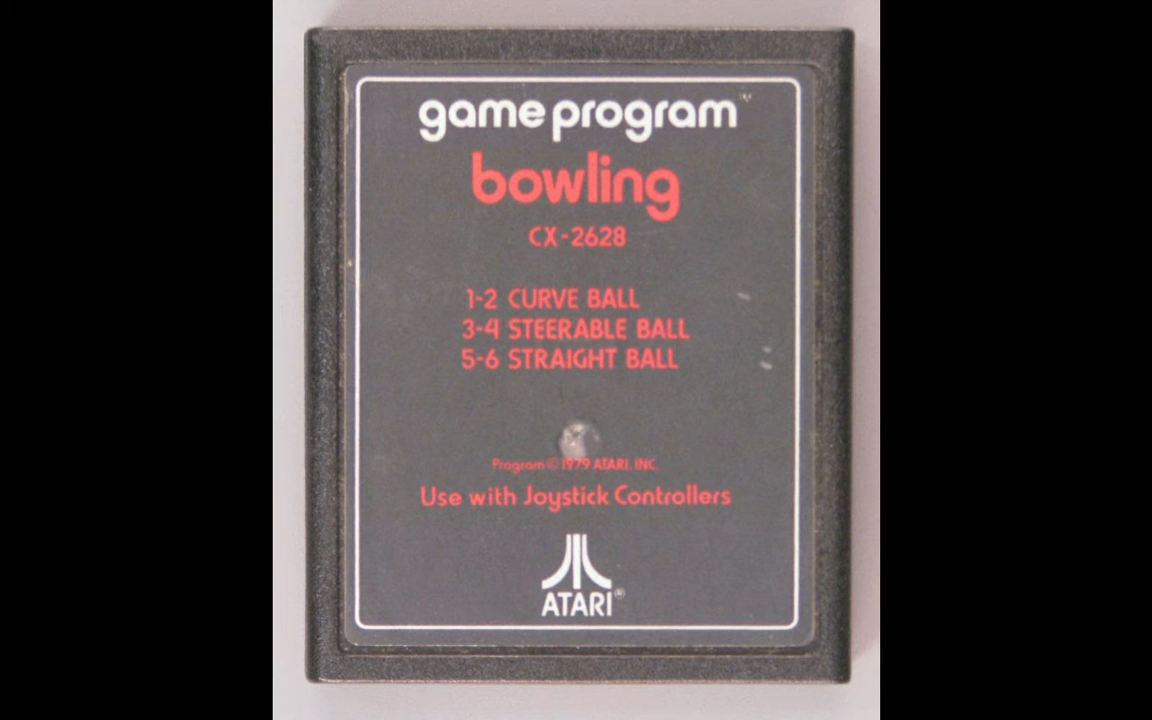 game program™
bowling
CX-2628
1-2 CURVE BALL
3-4 STEERABLE BALL
5-6 STRAIGHT BALL
Program © 1979 ATARI, INC.
Use with Joystick Controllers
ATARI®